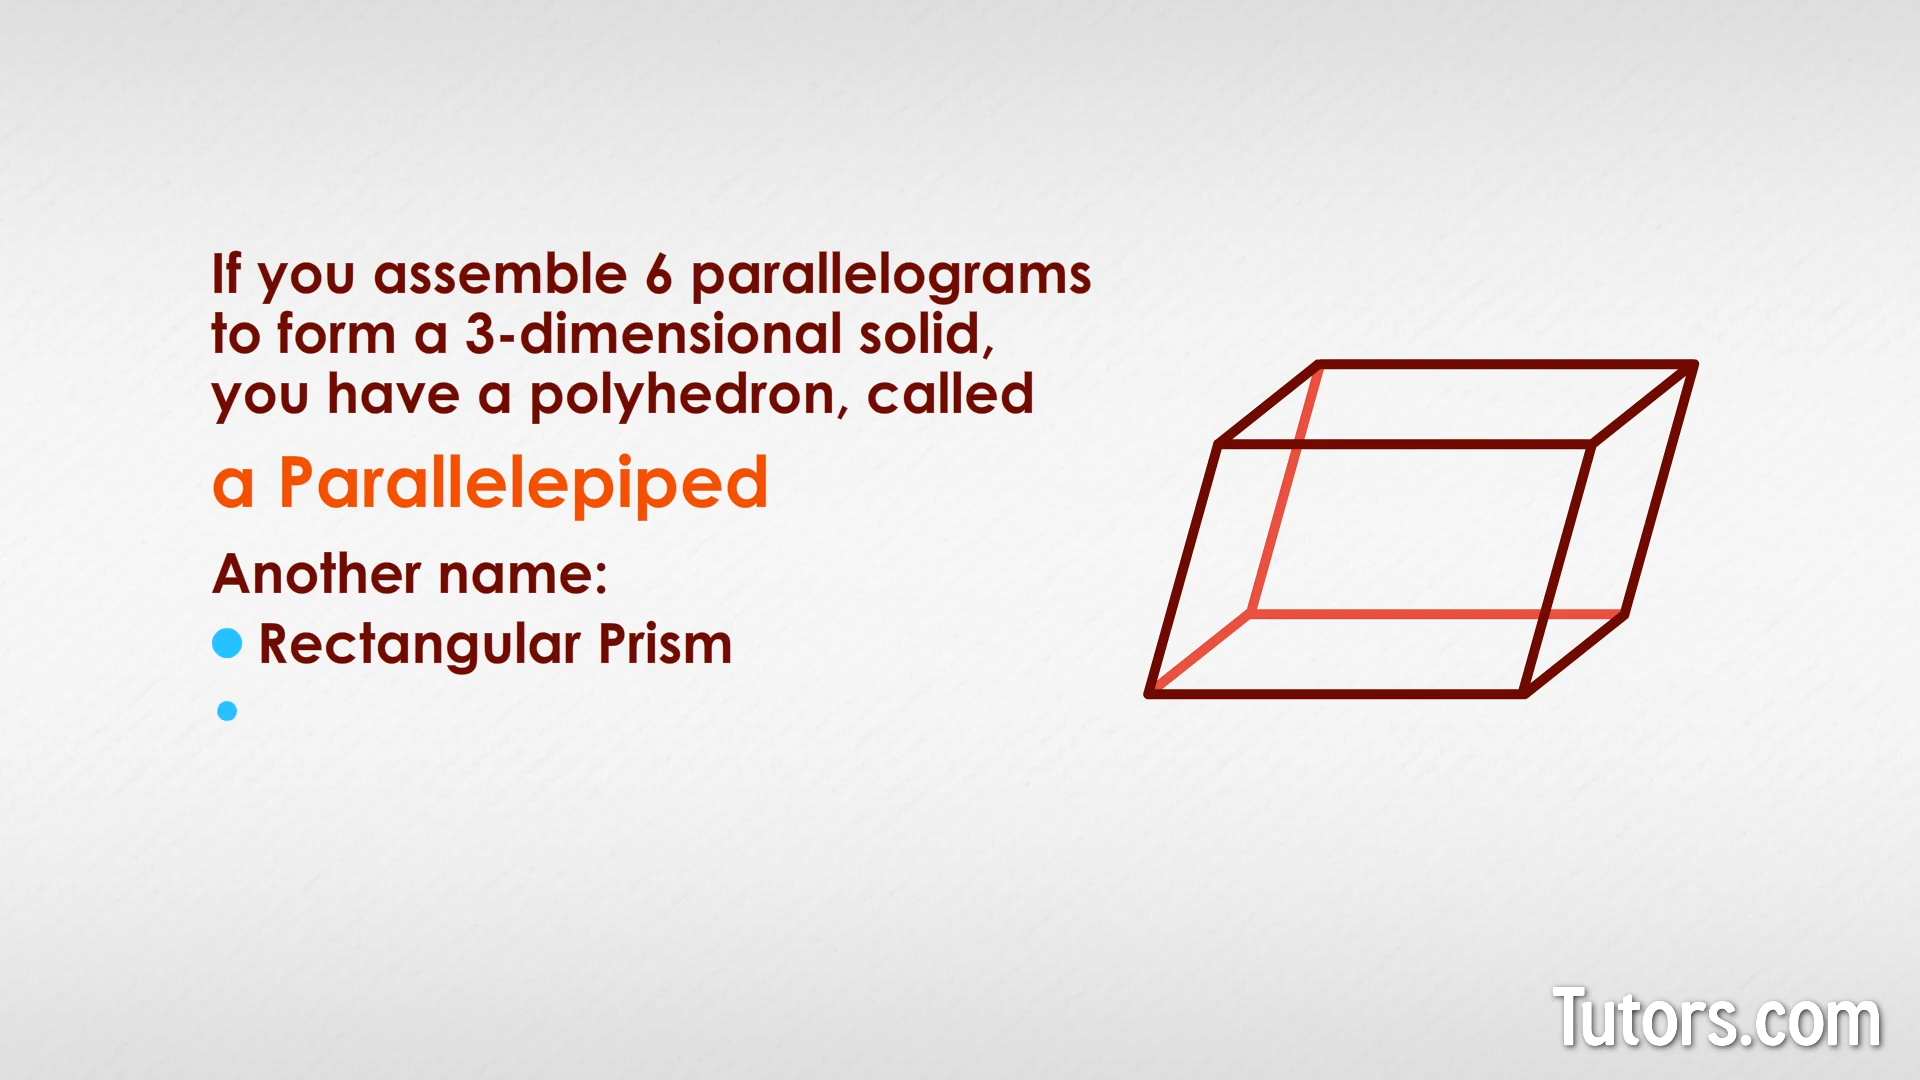 If you assemble 6 parallelograms
to form a 3-dimensional solid,
you have a polyhedron, called
a Parallelepiped
Another name:
Rectangular Prism
Tutors.com